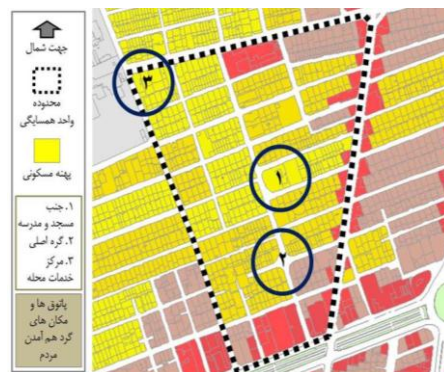 جهت شمال
محدوده
واحد همسایگی
پهنه مسکونی
۱. جنب
مسجد و مدرسه
۲. گره اصلی
۳. مرکز
خدمات محله
پاتوق ها و
مکان های
گرد هم آمدن
مردم
۳
۱
۲